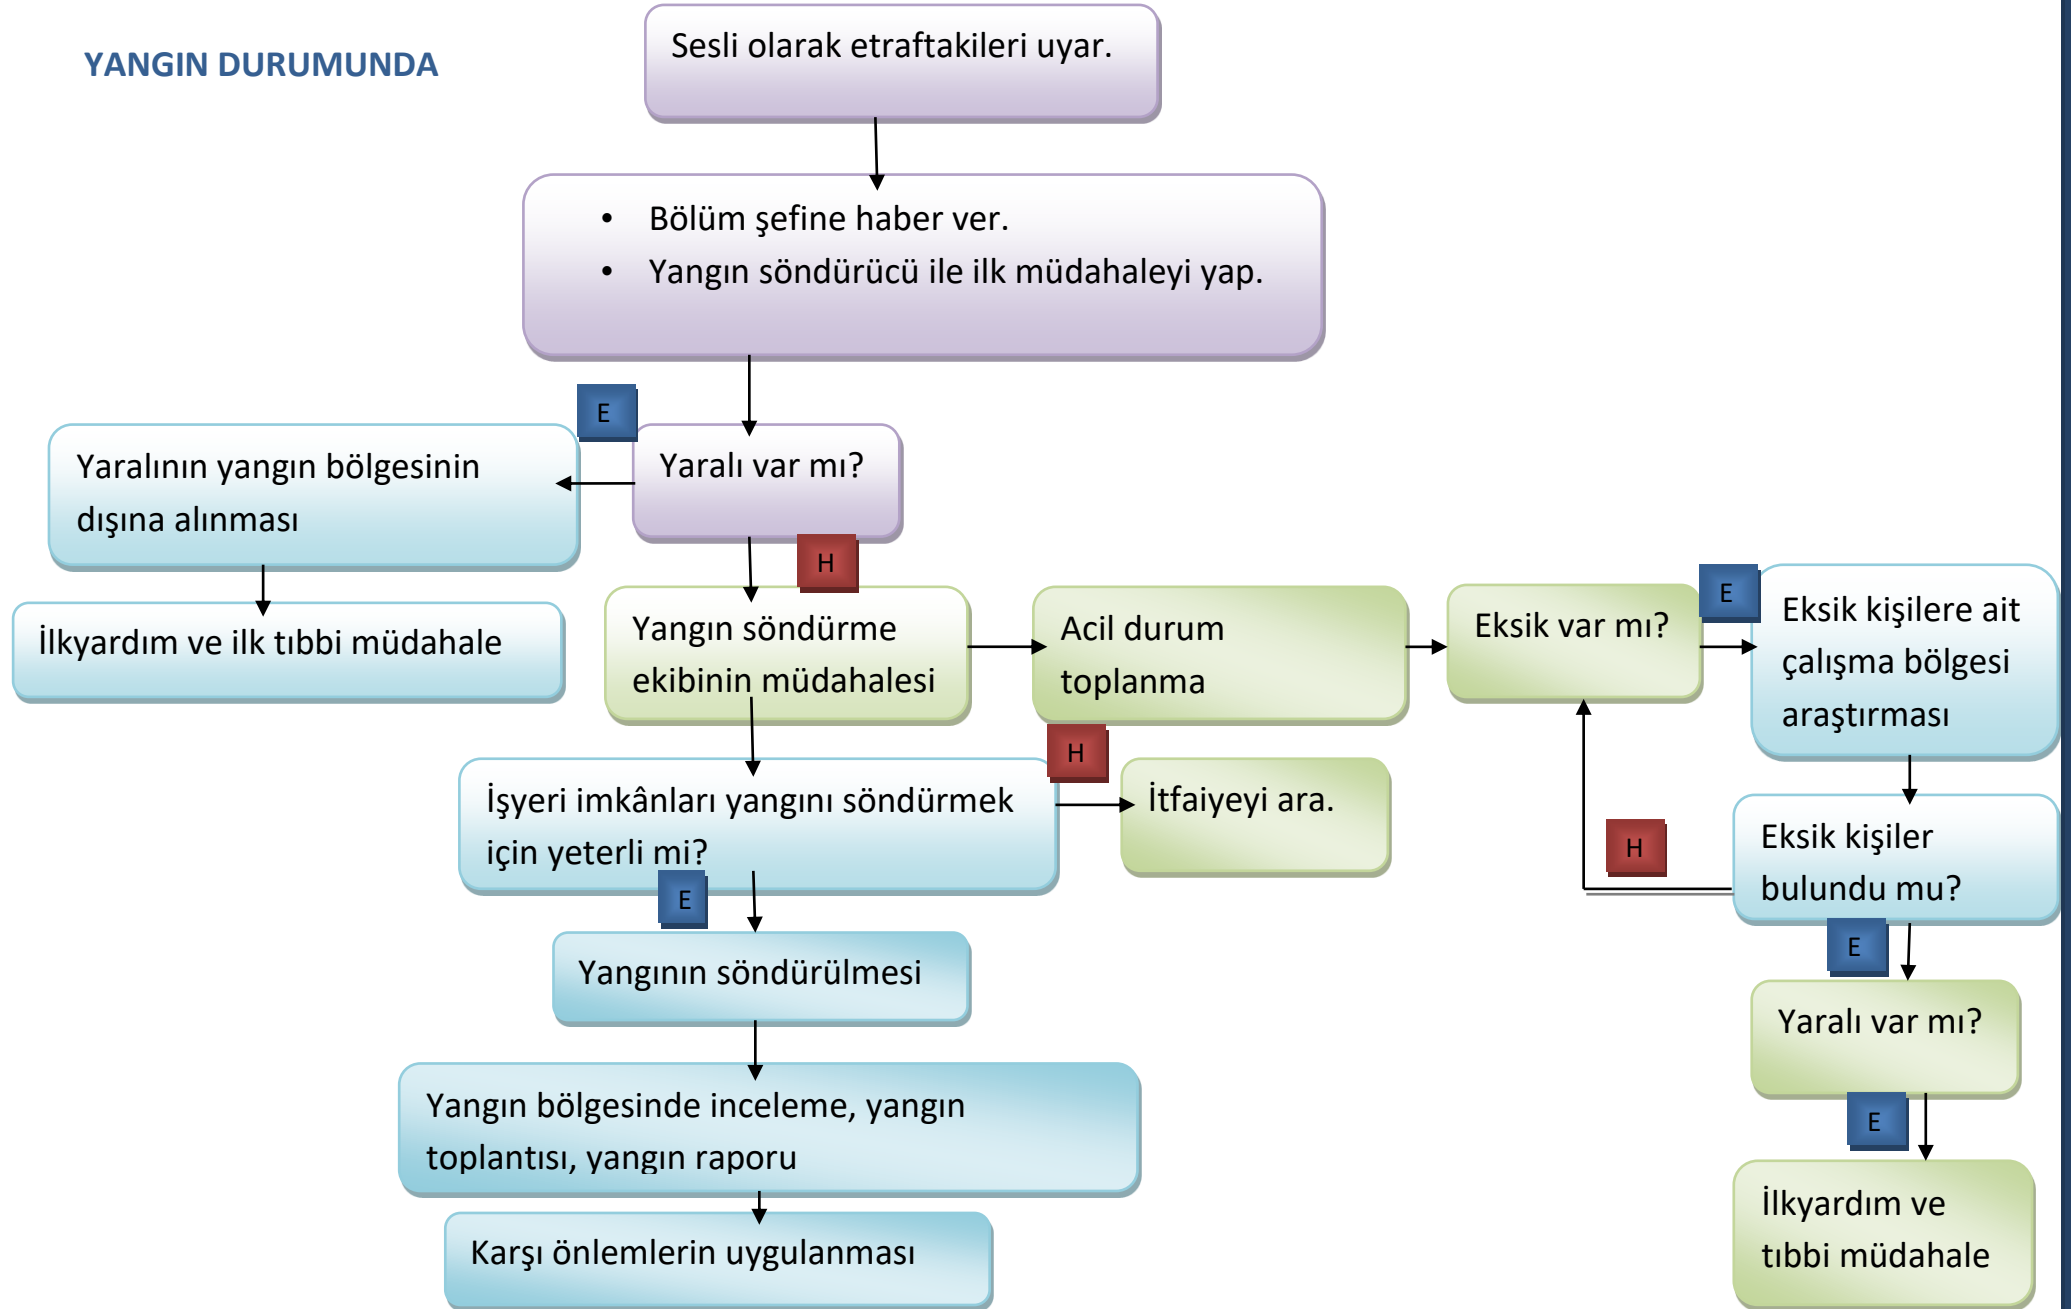 YANGIN DURUMUNDA
Sesli olarak etraftakileri uyar.
• Bölüm şefine haber ver.
• Yangın söndürücü ile ilk müdahaleyi yap.
E
Yaralının yangın bölgesinin
dışına alınması
Yaralı var mı?
H
İlkyardım ve ilk tıbbi müdahale
Yangın söndürme
ekibinin müdahalesi
Acil durum
toplanma
Eksik var mı?
E
Eksik kişilere ait
çalışma bölgesi
araştırması
İşyeri imkânları yangını söndürmek
için yeterli mi?
H
İtfaiyeyi ara.
H
Eksik kişiler
bulundu mu?
E
Yangının söndürülmesi
E
Yaralı var mı?
Yangın bölgesinde inceleme, yangın
toplantısı, yangın raporu
E
Karşı önlemlerin uygulanması
İlkyardım ve
tıbbi müdahale